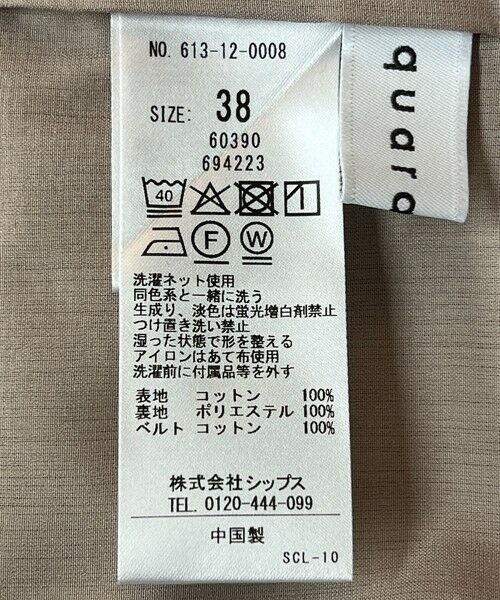 NO. 613-12-0008
SIZE: 38
60390
694223
40
F
W
洗濯ネット使用
同色系と一緒に洗う
生成り、淡色は蛍光増白剤禁止
つけ置き洗い禁止
湿った状態で形を整える
アイロンはあて布使用
洗濯前に付属品等を外す
表地 コットン 100%
裏地 ポリエステル 100%
ベルト コットン 100%
株式会社シップス
TEL. 0120-444-099
中国製
SCL-10
quar